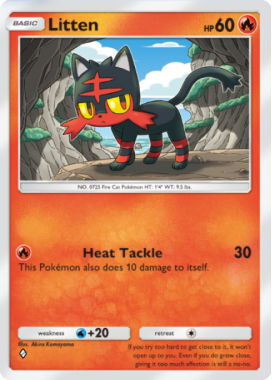 BASIC Litten HP 60
NO. 0725 Fire Cat Pokémon HT: 1'4" WT: 9.5 lbs.
Heat Tackle 30
This Pokémon also does 10 damage to itself.
weakness +20 retreat
Illus. Akira Komayama
If you try too hard to get close to it, it won't
open up to you. Even if you do grow close,
giving it too much affection is still a no-no.